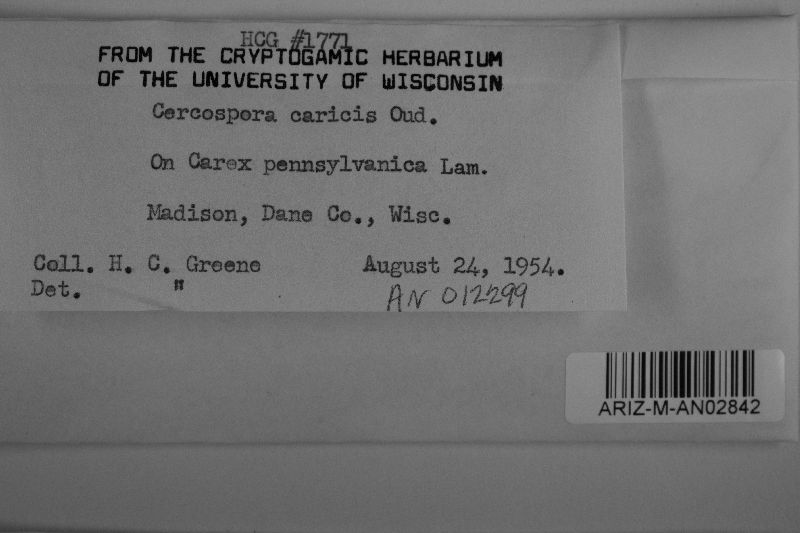 HCG #1771
FROM THE CRYPTOGAMIC HERBARIUM
OF THE UNIVERSITY OF WISCONSIN
Cercospora caricis Oud.
On Carex pennsylvanica Lam.
Madison, Dane Co., Wisc.
Coll. H. C. Greene August 24, 1954.
Det. "
AN 012299
ARIZ-M-AN02842